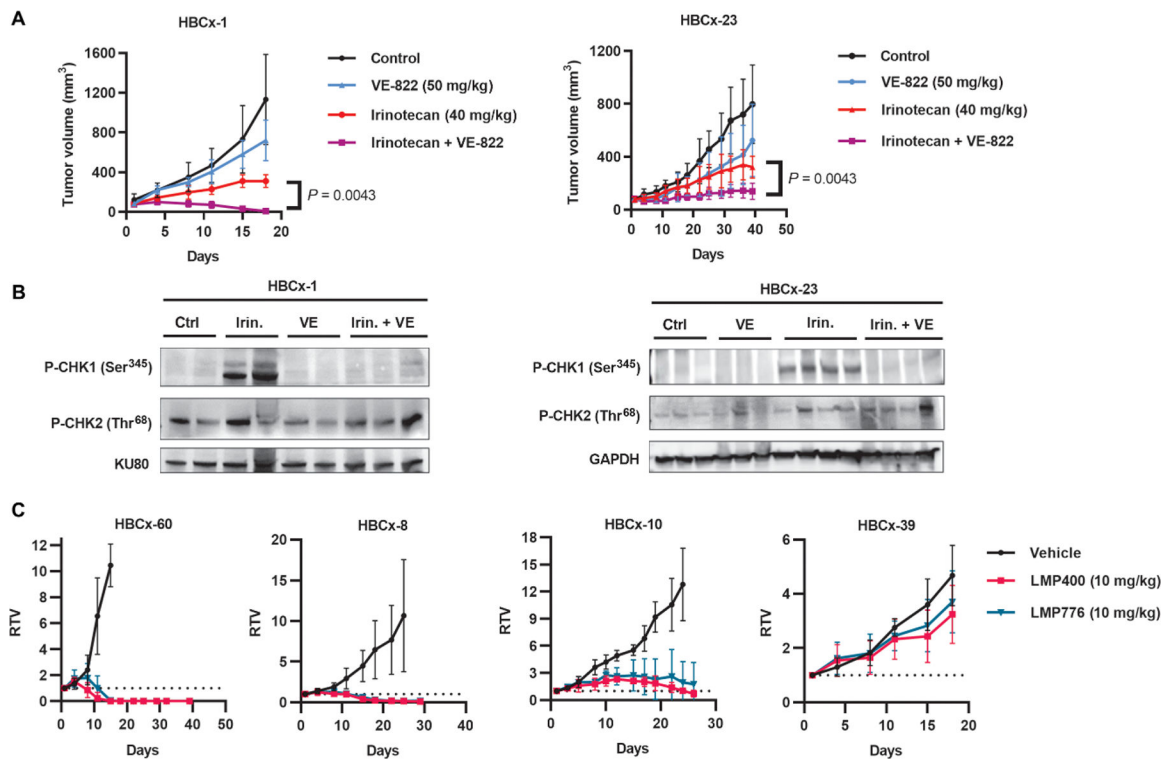 A
HBCx-1
Tumor volume (mm³)
1600
1200
800
400
0
0 5 10 15 20
Days
Control
VE-822 (50 mg/kg)
Irinotecan (40 mg/kg)
Irinotecan + VE-822
P = 0.0043
HBCx-23
Tumor volume (mm³)
1200
800
400
0
0 10 20 30 40 50
Days
Control
VE-822 (50 mg/kg)
Irinotecan (40 mg/kg)
Irinotecan + VE-822
P = 0.0043
B
HBCx-1
Ctrl Irin. VE Irin. + VE
P-CHK1 (Ser³⁴⁵)
P-CHK2 (Thr⁶⁸)
KU80
HBCx-23
Ctrl VE Irin. Irin. + VE
P-CHK1 (Ser³⁴⁵)
P-CHK2 (Thr⁶⁸)
GAPDH
C
HBCx-60
RTV
12
10
8
6
4
2
0
0 10 20 30 40 50
Days
HBCx-8
RTV
20
15
10
5
0
0 10 20 30 40
Days
HBCx-10
RTV
18
15
12
9
6
3
0
0 10 20 30
Days
HBCx-39
RTV
6
4
2
0
0 5 10 15 20
Days
Vehicle
LMP400 (10 mg/kg)
LMP776 (10 mg/kg)